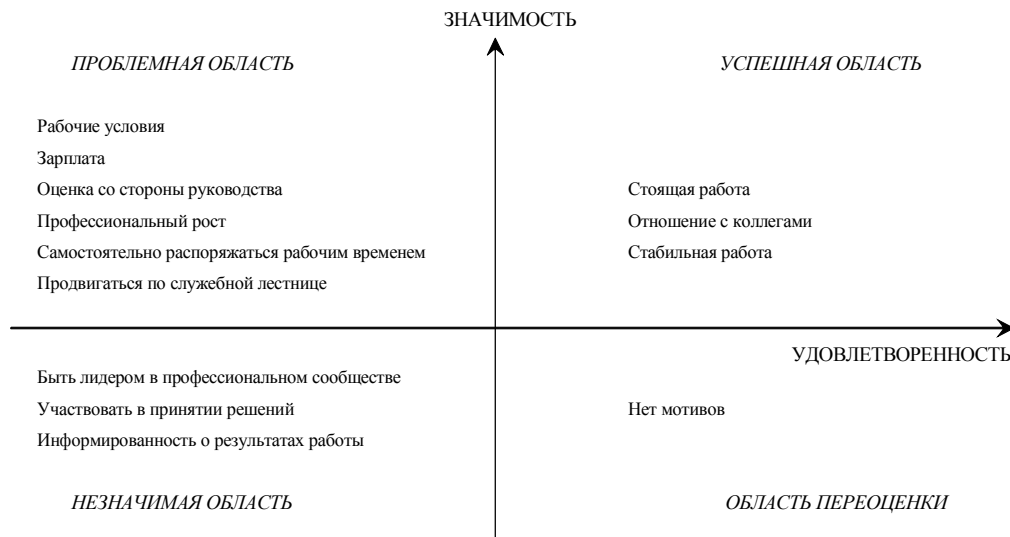 ЗНАЧИМОСТЬ
ПРОБЛЕМНАЯ ОБЛАСТЬ
УСПЕШНАЯ ОБЛАСТЬ
Рабочие условия
Зарплата
Оценка со стороны руководства
Профессиональный рост
Самостоятельно распоряжаться рабочим временем
Продвигаться по служебной лестнице
Стоящая работа
Отношение с коллегами
Стабильная работа
УДОВЛЕТВОРЕННОСТЬ
Быть лидером в профессиональном сообществе
Участвовать в принятии решений
Информированность о результатах работы
Нет мотивов
НЕЗНАЧИМАЯ ОБЛАСТЬ
ОБЛАСТЬ ПЕРЕОЦЕНКИ